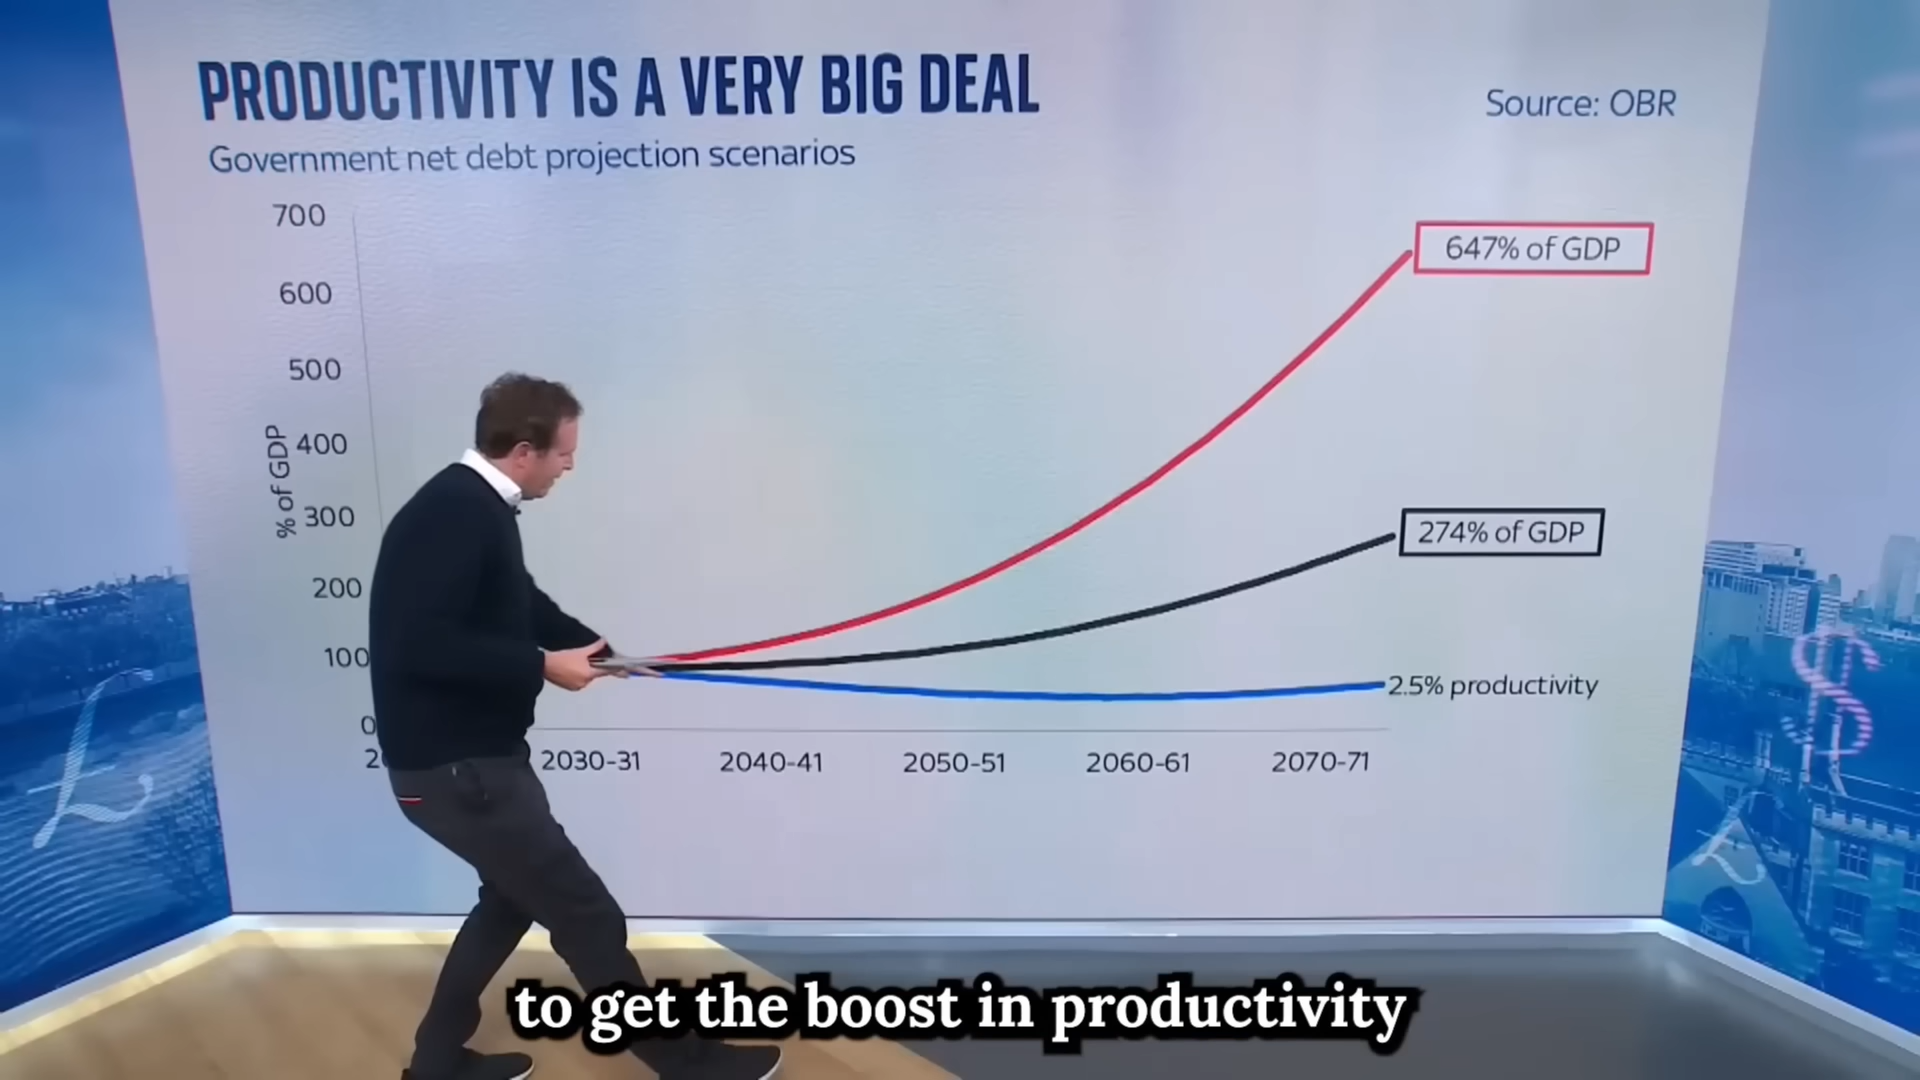 PRODUCTIVITY IS A VERY BIG DEAL
Source: OBR
Government net debt projection scenarios
700
600
500
400
300
200
100
0
% of GDP
647% of GDP
274% of GDP
2.5% productivity
2030-31
2040-41
2050-51
2060-61
2070-71
£
$
£
to get the boost in productivity